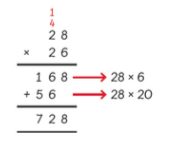 1
4
2 8
× 2 6
1 6 8 → 28 × 6
+ 5 6 → 28 × 20
7 2 8